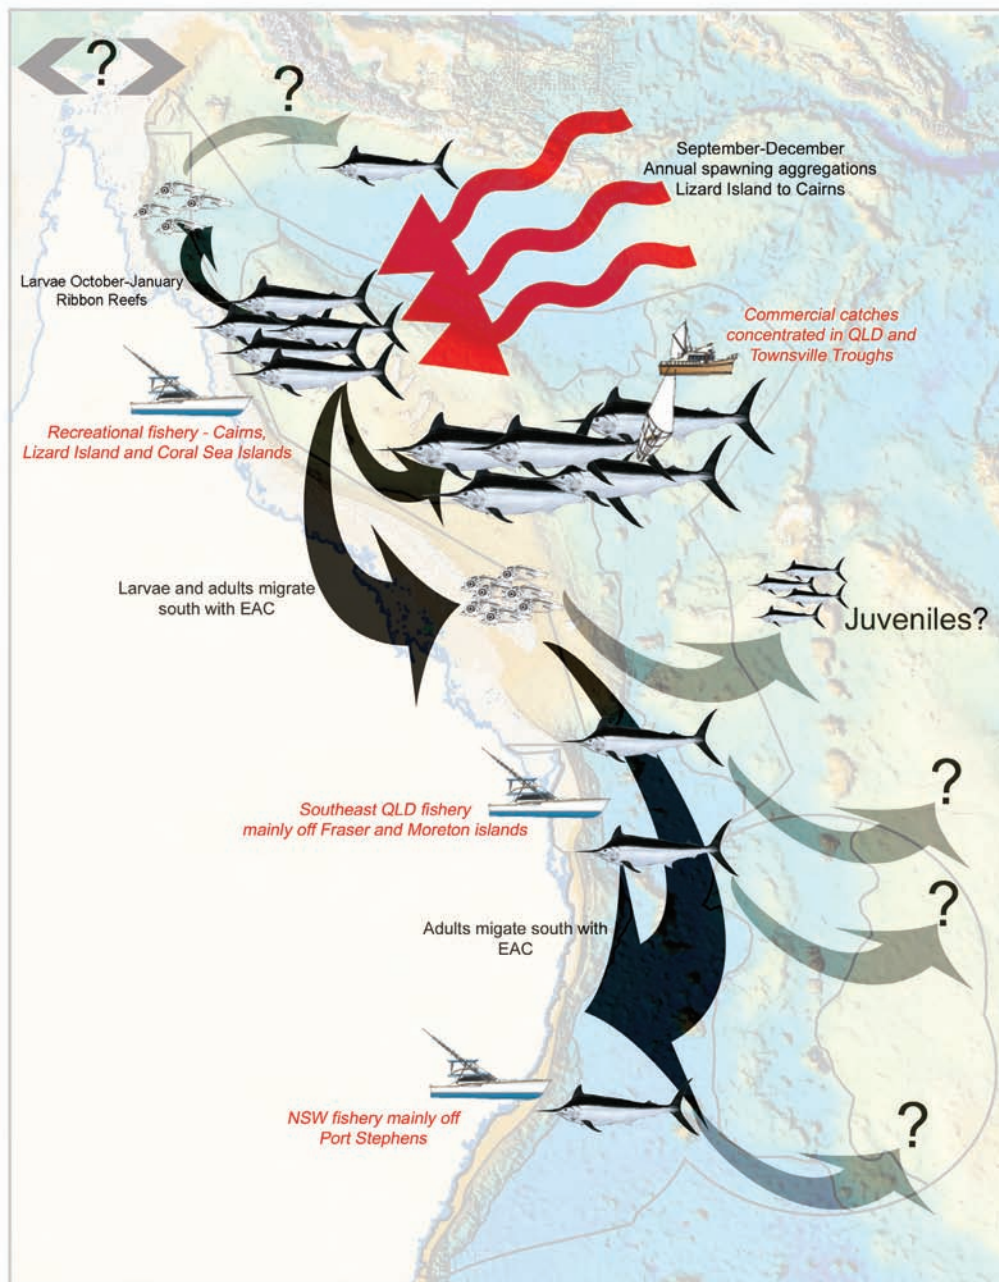 ?
?
September-December
Annual spawning aggregations
Lizard Island to Cairns
Larvae October-January
Ribbon Reefs
Commercial catches
concentrated in QLD and
Townsville Troughs
Recreational fishery - Cairns,
Lizard Island and Coral Sea Islands
Larvae and adults migrate
south with EAC
Juveniles?
?
Southeast QLD fishery
mainly off Fraser and Moreton islands
?
Adults migate south with
EAC
?
NSW fishery mainly off
Port Stephens